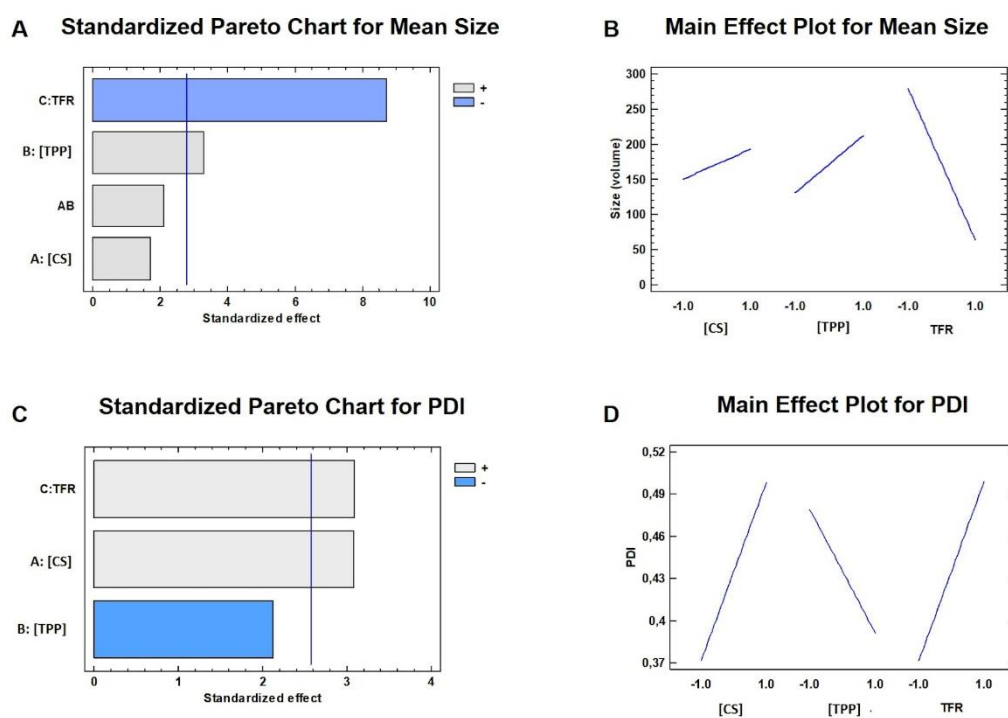 A Standardized Pareto Chart for Mean Size
C:TFR
B: [TPP]
AB
A: [CS]
0 2 4 6 8 10
Standardized effect
+
-
B Main Effect Plot for Mean Size
300
250
200
150
100
50
0
Size (volume)
-1.0 1.0 -1.0 1.0 -1.0 1.0
[CS] [TPP] TFR
C Standardized Pareto Chart for PDI
C:TFR
A: [CS]
B: [TPP]
0 1 2 3 4
Standardized effect
+
-
D Main Effect Plot for PDI
0,52
0,49
0,46
0,43
0,4
0,37
PDI
-1.0 1.0 -1.0 1.0 -1.0 1.0
[CS] [TPP] . TFR